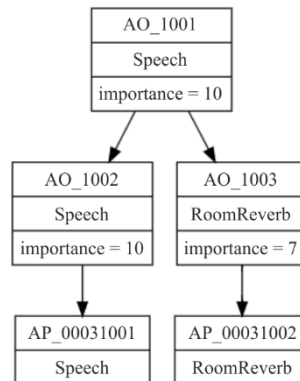 AO_1001
Speech
importance = 10
AO_1002
Speech
importance = 10
AO_1003
RoomReverb
importance = 7
AP_00031001
Speech
AP_00031002
RoomReverb